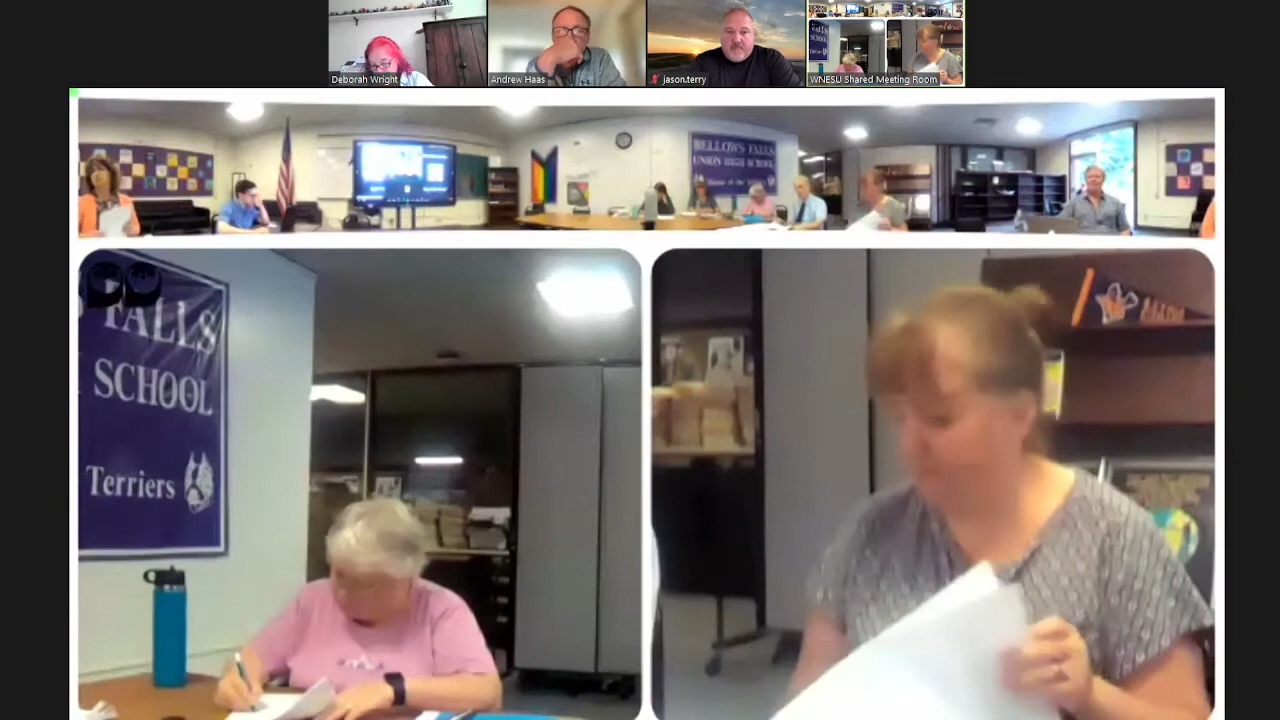 Deborah Wright
Andrew Haas
jason.terry
WNESU Shared Meeting Room
BELLOWS FALLS
UNION HIGH SCHOOL
FALLS
SCHOOL
Terriers